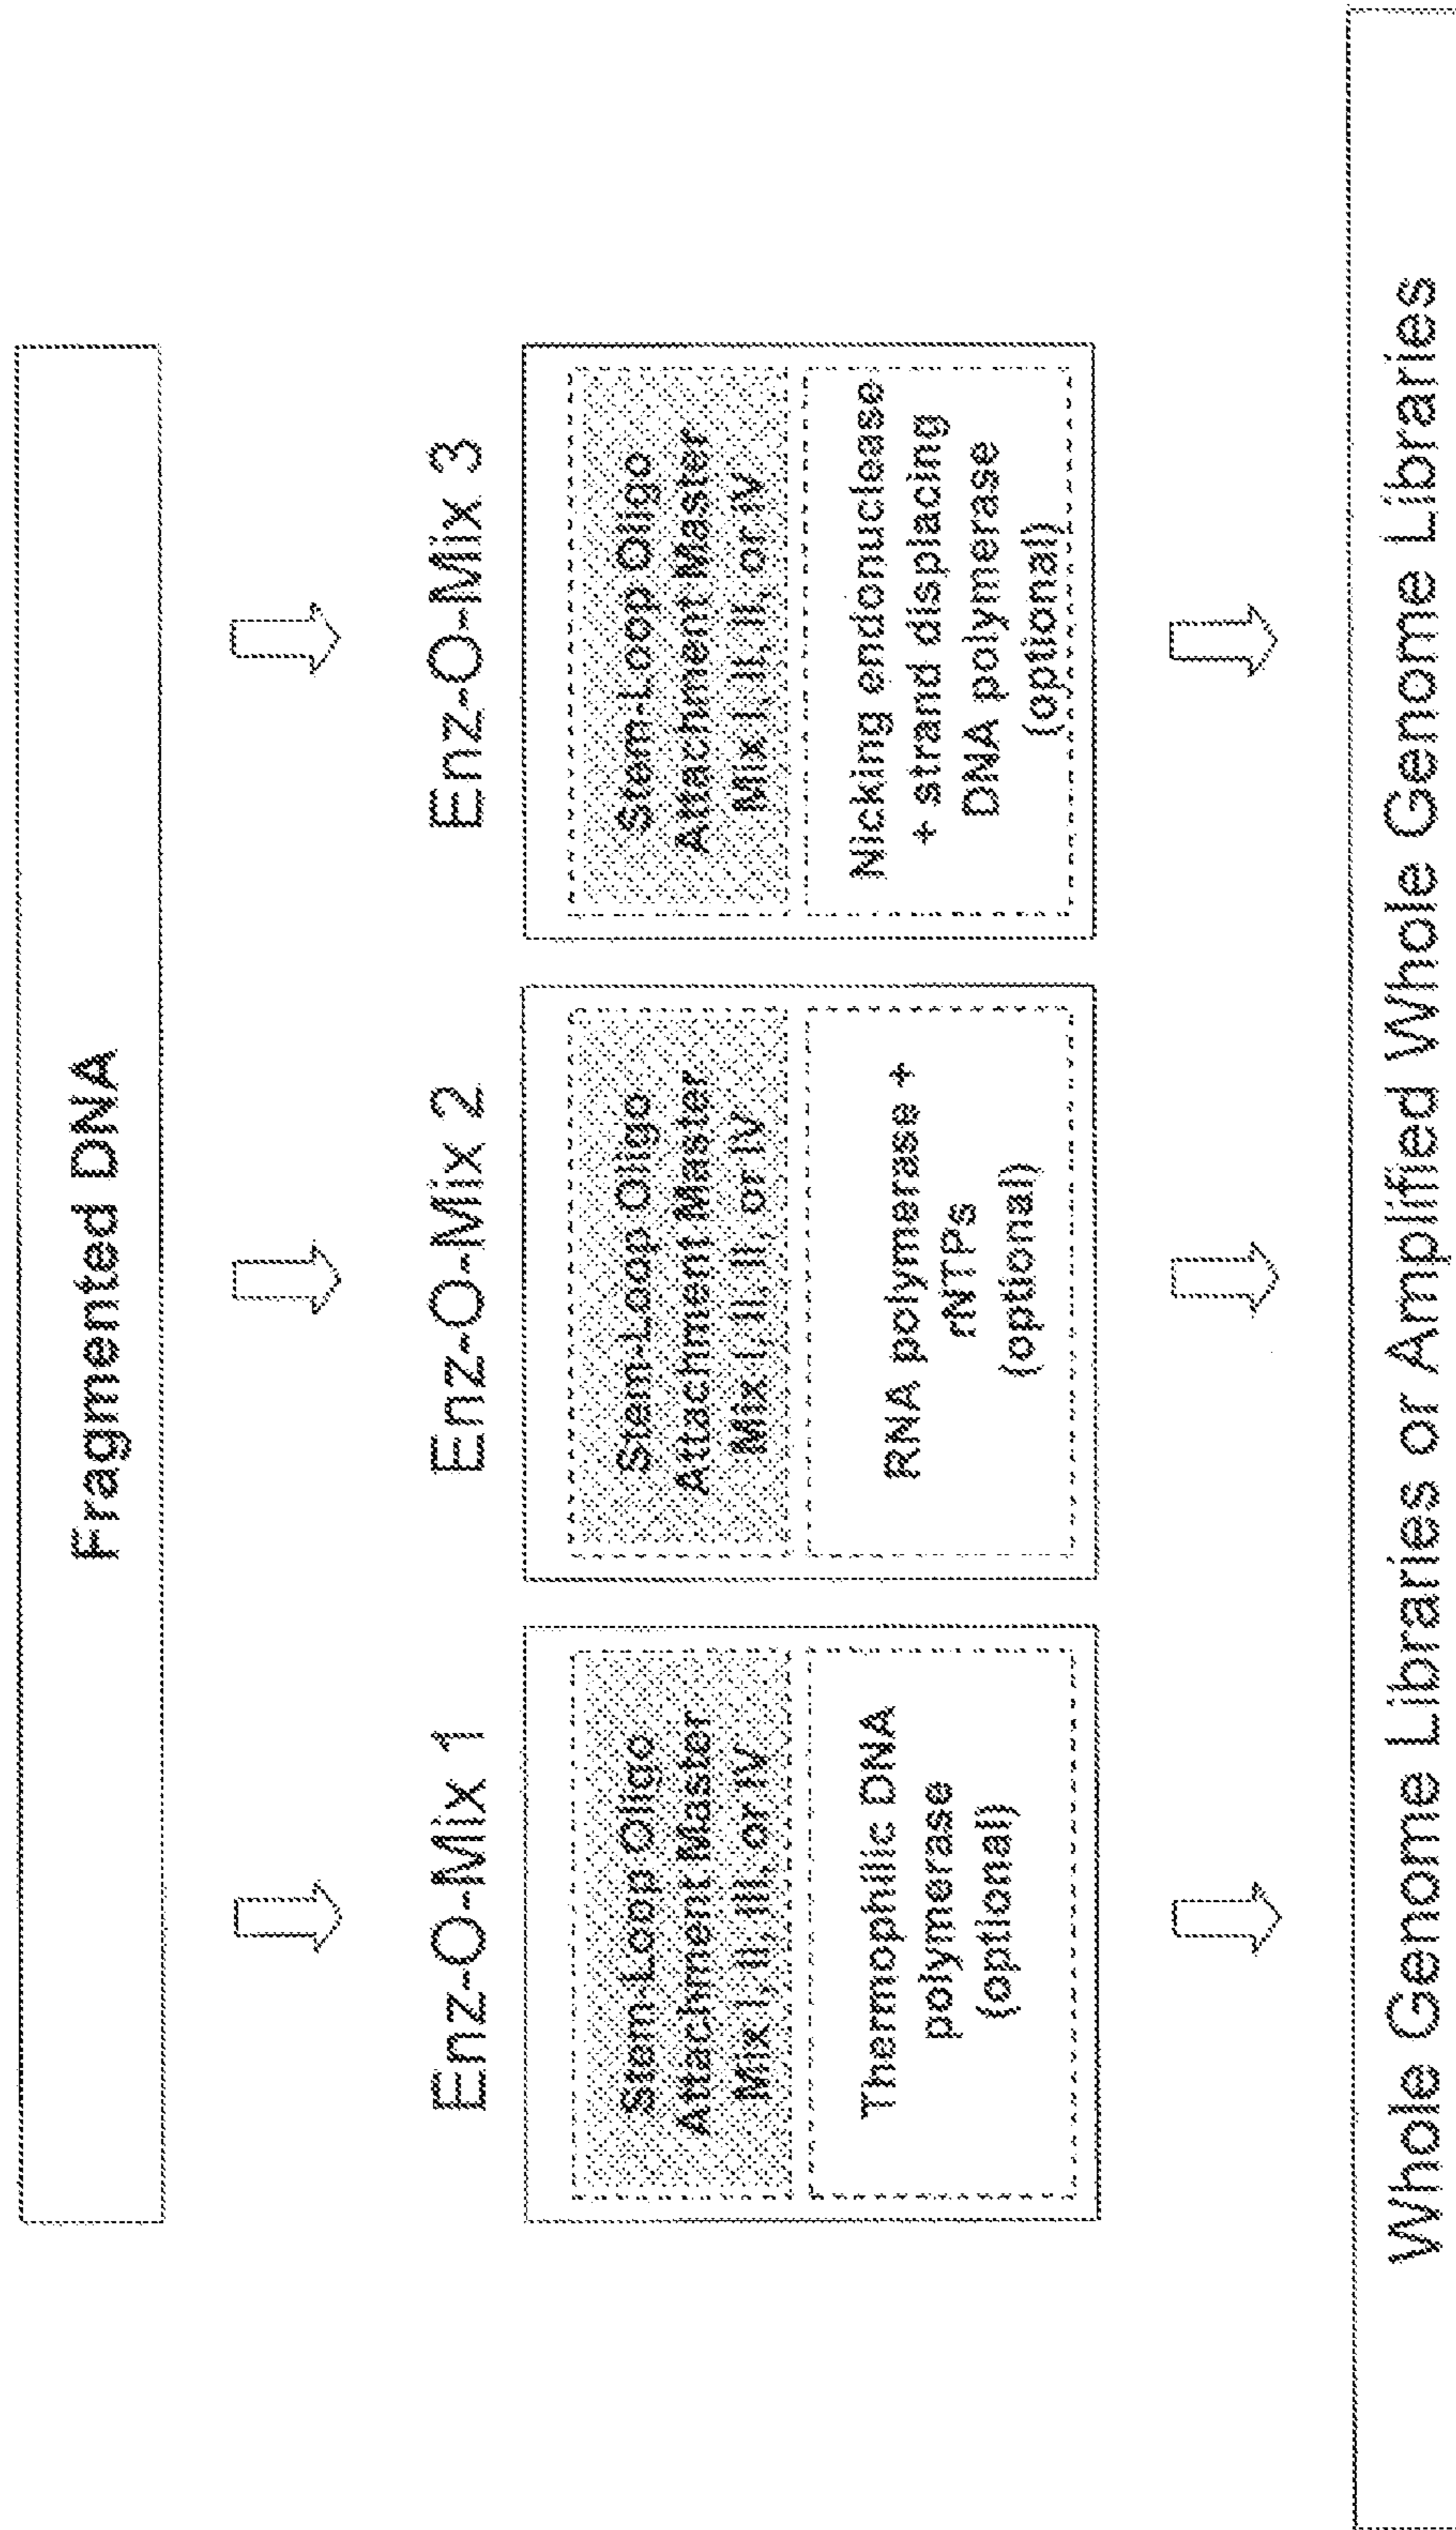 Fragmented DNA
Enz-O-Mix 1
Stem-Loop Oligo
Attachment Master
Mix I, II, III, or IV
Thermophilic DNA
polymerase
(optional)
Enz-O-Mix 2
Stem-Loop Oligo
Attachment Master
Mix I, II, II, or IV
RNA polymerase +
rNTPs
(optional)
Enz-O-Mix 3
Stem-Loop Oligo
Attachment Master
Mix I, II, II, or IV
Nicking endonuclease
+ strand displacing
DNA polymerase
(optional)
Whole Genome Libraries or Amplified Whole Genome Libraries